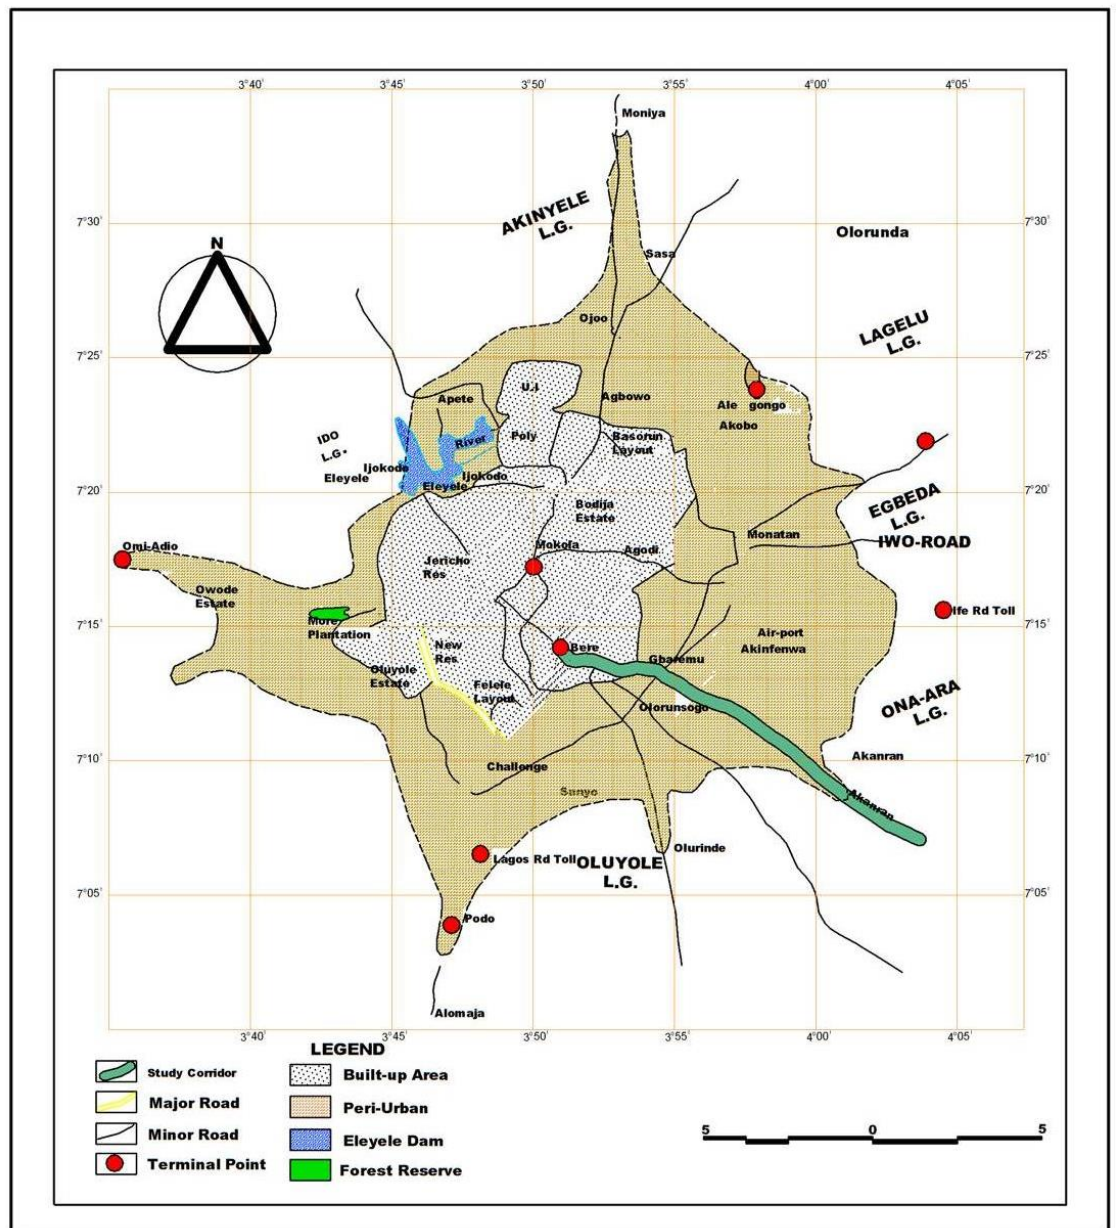 3°40'
3°45'
3°50'
3°55'
4°00'
4°05'
Moniya
AKINYELE
L.G.
7°30'
7°30'
Olorunda
N
Sasa
Ojoo
LAGELU
L.G.
7°25'
7°25'
U.I
Apete
Agbowo
Ale gongo
Akobo
IDO
L.G.
River
Poly
Basorun
Layout
Ijokodo
Eleyele
Ijokodo
Eleyele
7°20'
7°20'
EGBEDA
L.G.
Bodija
Estate
IWO-ROAD
Monatan
Omi-Adio
Mokola
Agodi
Jericho
Res
Owode
Estate
Ife Rd Toll
7°15'
7°15'
More
Plantation
Air-port
Akinfenwa
New
Res
Bere
Gbaremu
Oluyole
Estate
Felele
Layout
ONA-ARA
L.G.
Olorunsogo
Akanran
7°10'
7°10'
Challenge
Sanyo
Akanran
Olurinde
Lagos Rd Toll
OLUYOLE
L.G.
7°05'
7°05'
Podo
Alomaja
3°40'
3°45'
3°50'
3°55'
4°00'
4°05'
LEGEND
Study Corridor
Major Road
Minor Road
Terminal Point
Built-up Area
Peri-Urban
Eleyele Dam
Forest Reserve
5
0
5